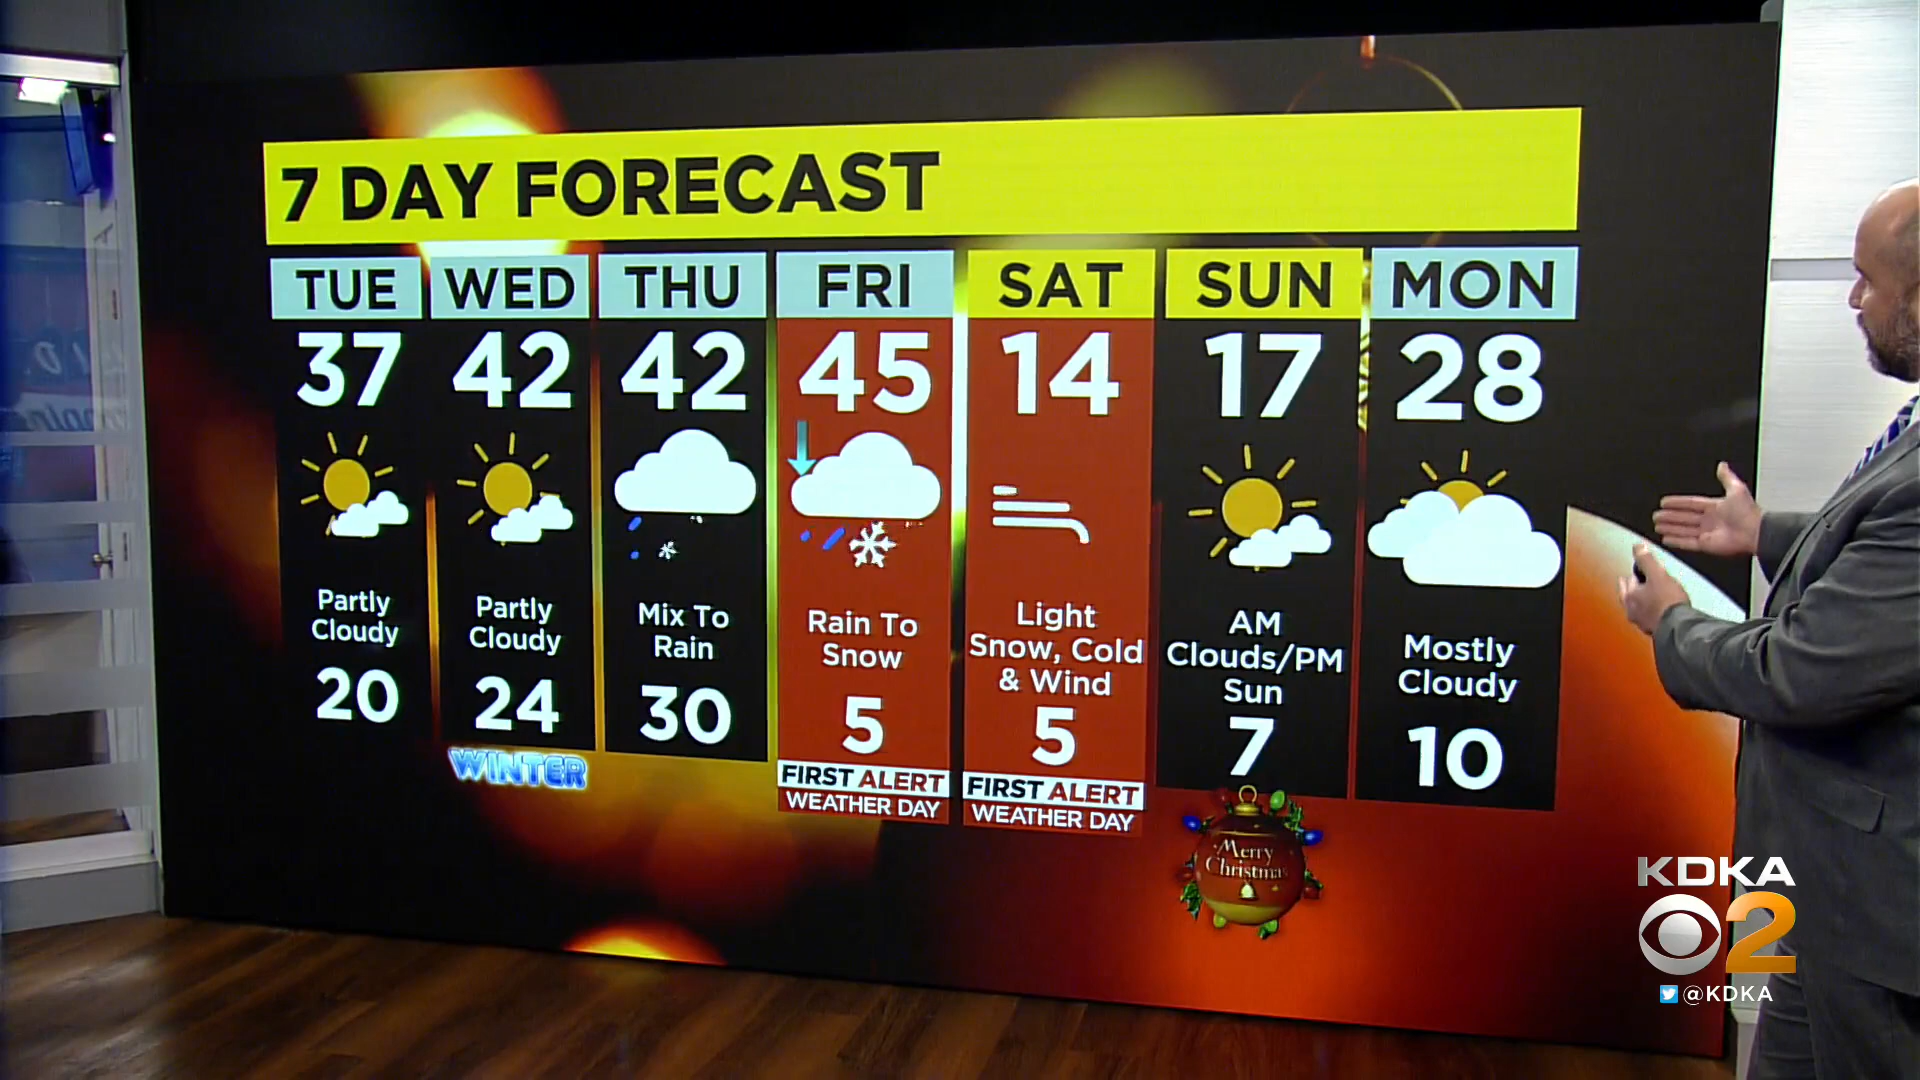 7 DAY FORECAST
TUE WED THU FRI SAT SUN MON
37 42 42 45 14 17 28
Partly
Cloudy
Partly
Cloudy
Mix To
Rain
Rain To
Snow
Light
Snow, Cold
& Wind
AM
Clouds/PM
Sun
Mostly
Cloudy
20 24 30 5 5 7 10
WINTER
FIRST ALERT
WEATHER DAY
FIRST ALERT
WEATHER DAY
Merry
Christmas
KDKA
2
@KDKA